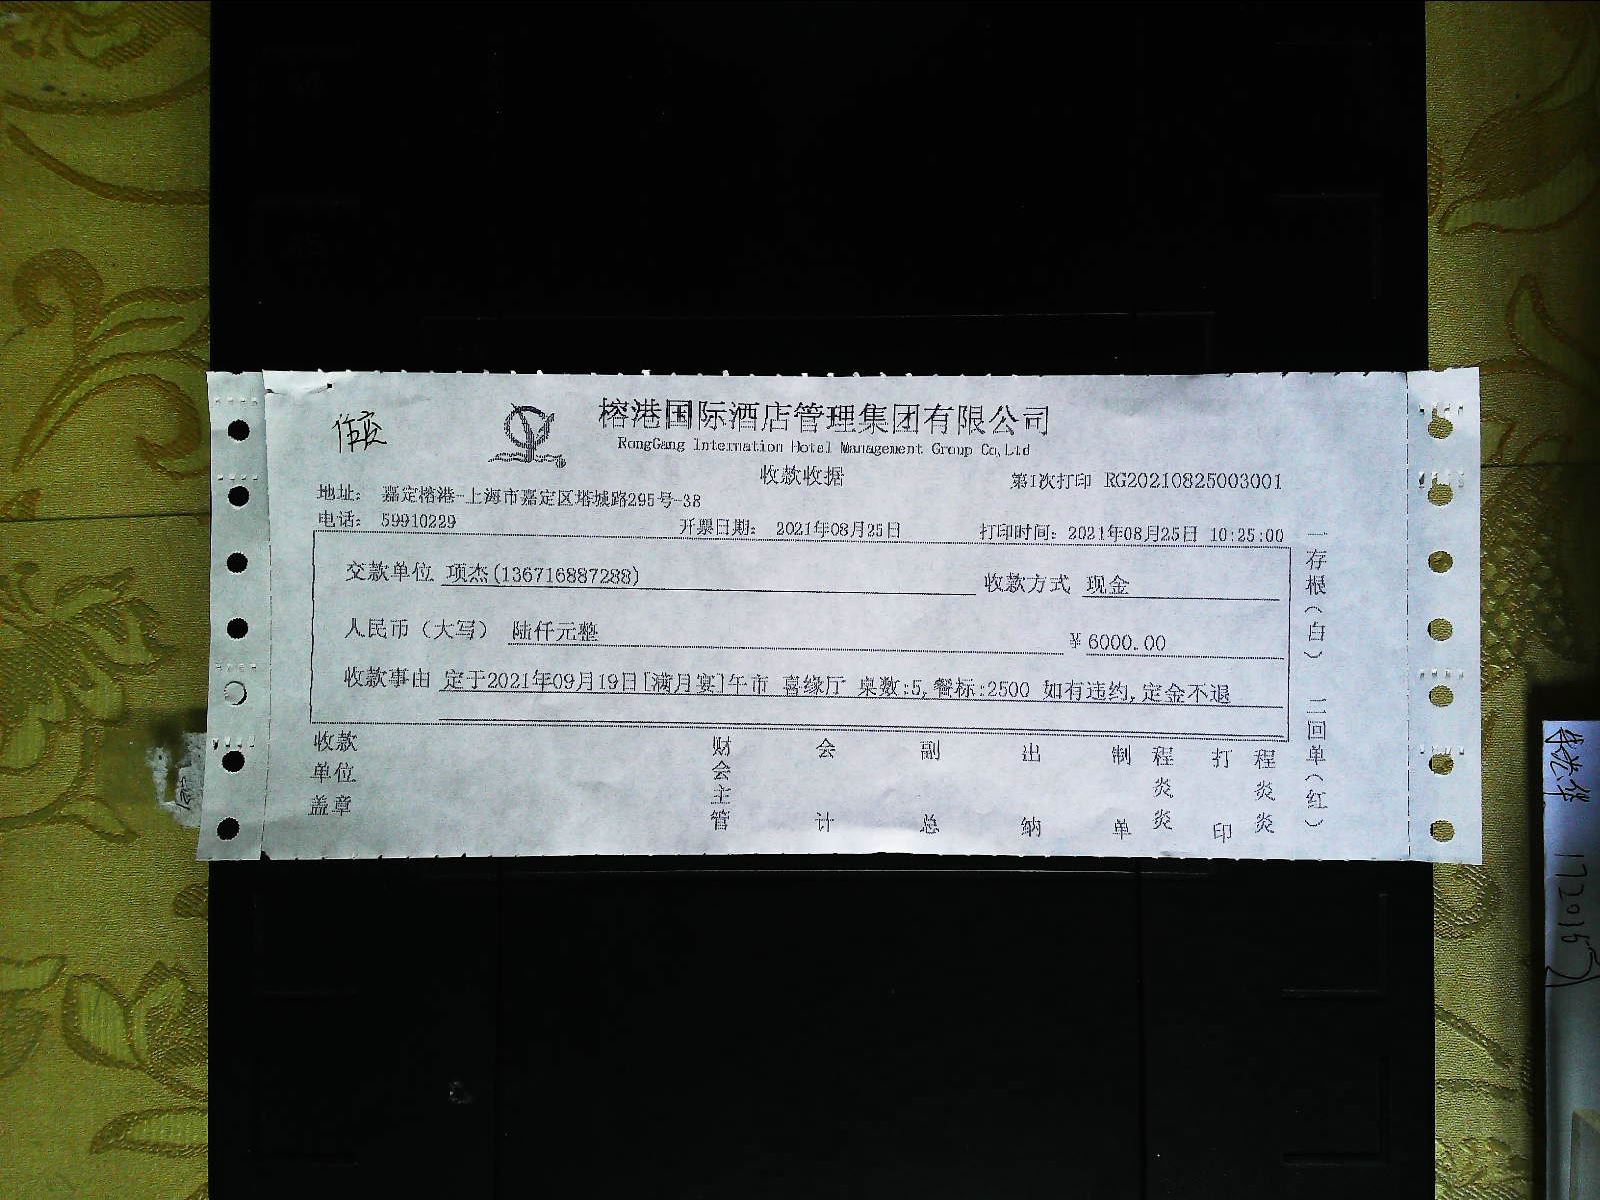 榕港国际酒店管理集团有限公司
RongGang Internation Hotel Management Group Co,Ltd
收款收据
第1次打印 RG20210825003001
地址： 嘉定榕港-上海市嘉定区塔城路295号-38
电话： 59910229
开票日期： 2021年08月25日
打印时间： 2021年08月25日 10:25:00
交款单位 项杰(136716887288)
收款方式 现金
人民币（大写） 陆仟元整
¥ 6000.00
收款事由 定于2021年09月19日[满月宴]午市 喜缘厅 桌数:5,餐标:2500 如有违约,定金不退
收款单位盖章
财会主管
会计
副总
出纳
制单 程炎炎
打印 程炎炎
一存根（白） 二回单（红）